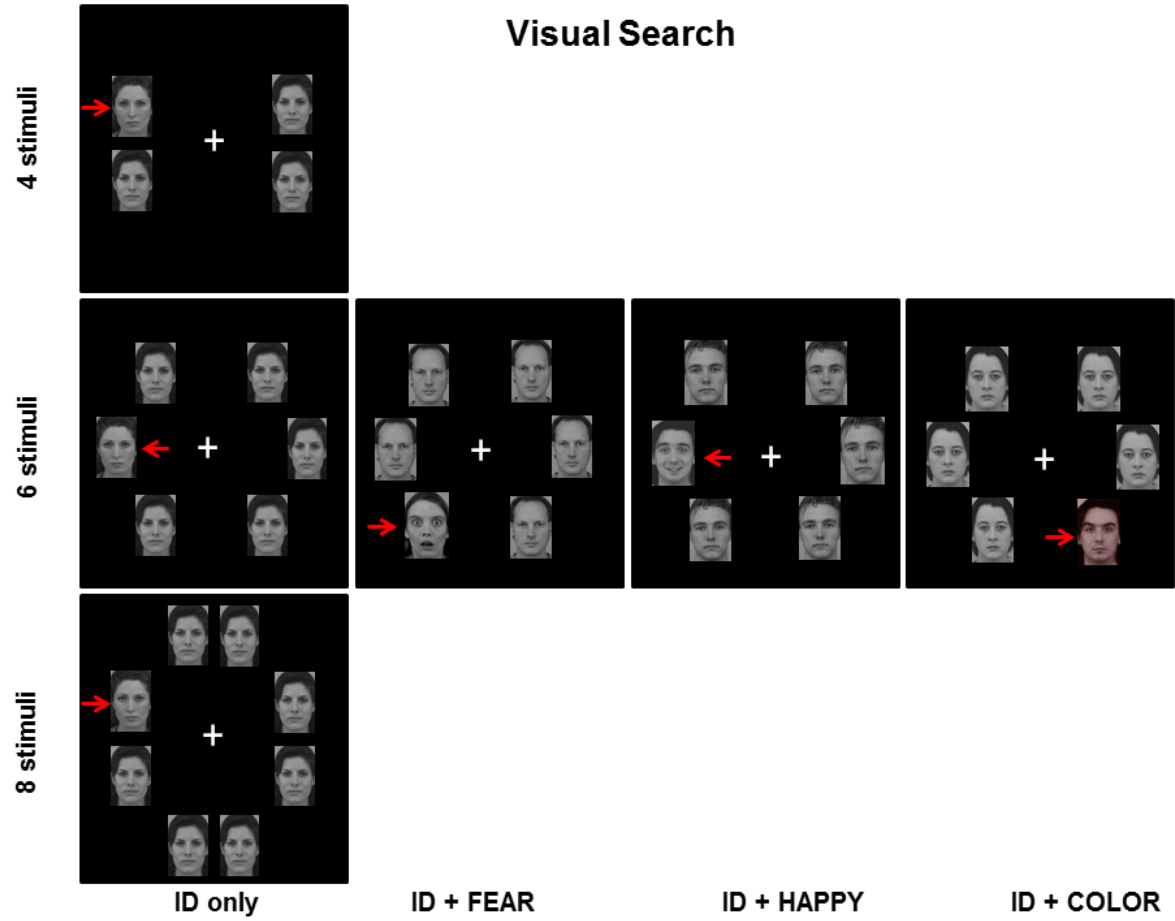 Visual Search
4 stimuli
6 stimuli
8 stimuli
ID only
ID + FEAR
ID + HAPPY
ID + COLOR